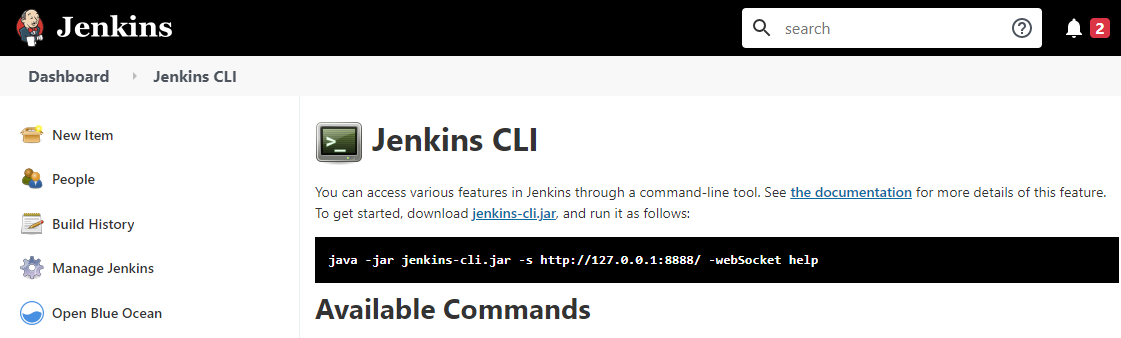 Jenkins
search
2
Dashboard
Jenkins CLI
New Item
People
Build History
Manage Jenkins
Open Blue Ocean
>_ Jenkins CLI
You can access various features in Jenkins through a command-line tool. See the documentation for more details of this feature.
To get started, download jenkins-cli.jar, and run it as follows:
java -jar jenkins-cli.jar -s http://127.0.0.1:8888/ -webSocket help
Available Commands